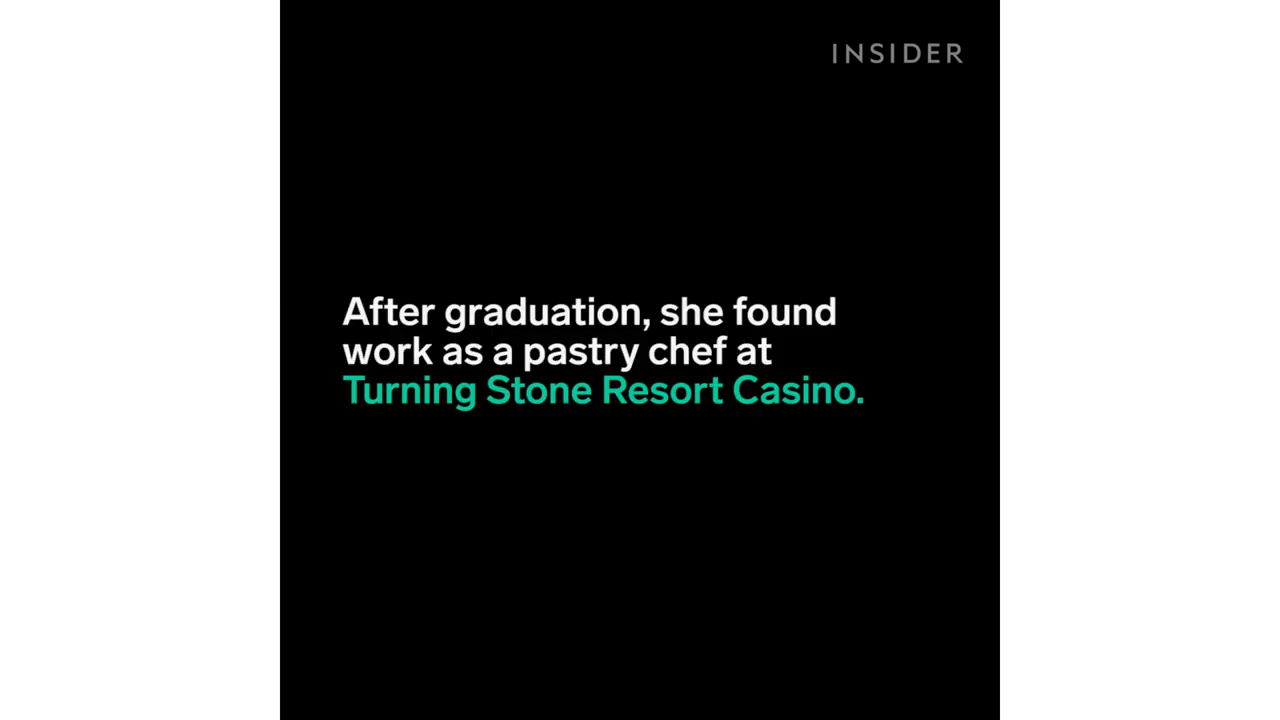 INSIDER
After graduation, she found
work as a pastry chef at
Turning Stone Resort Casino.